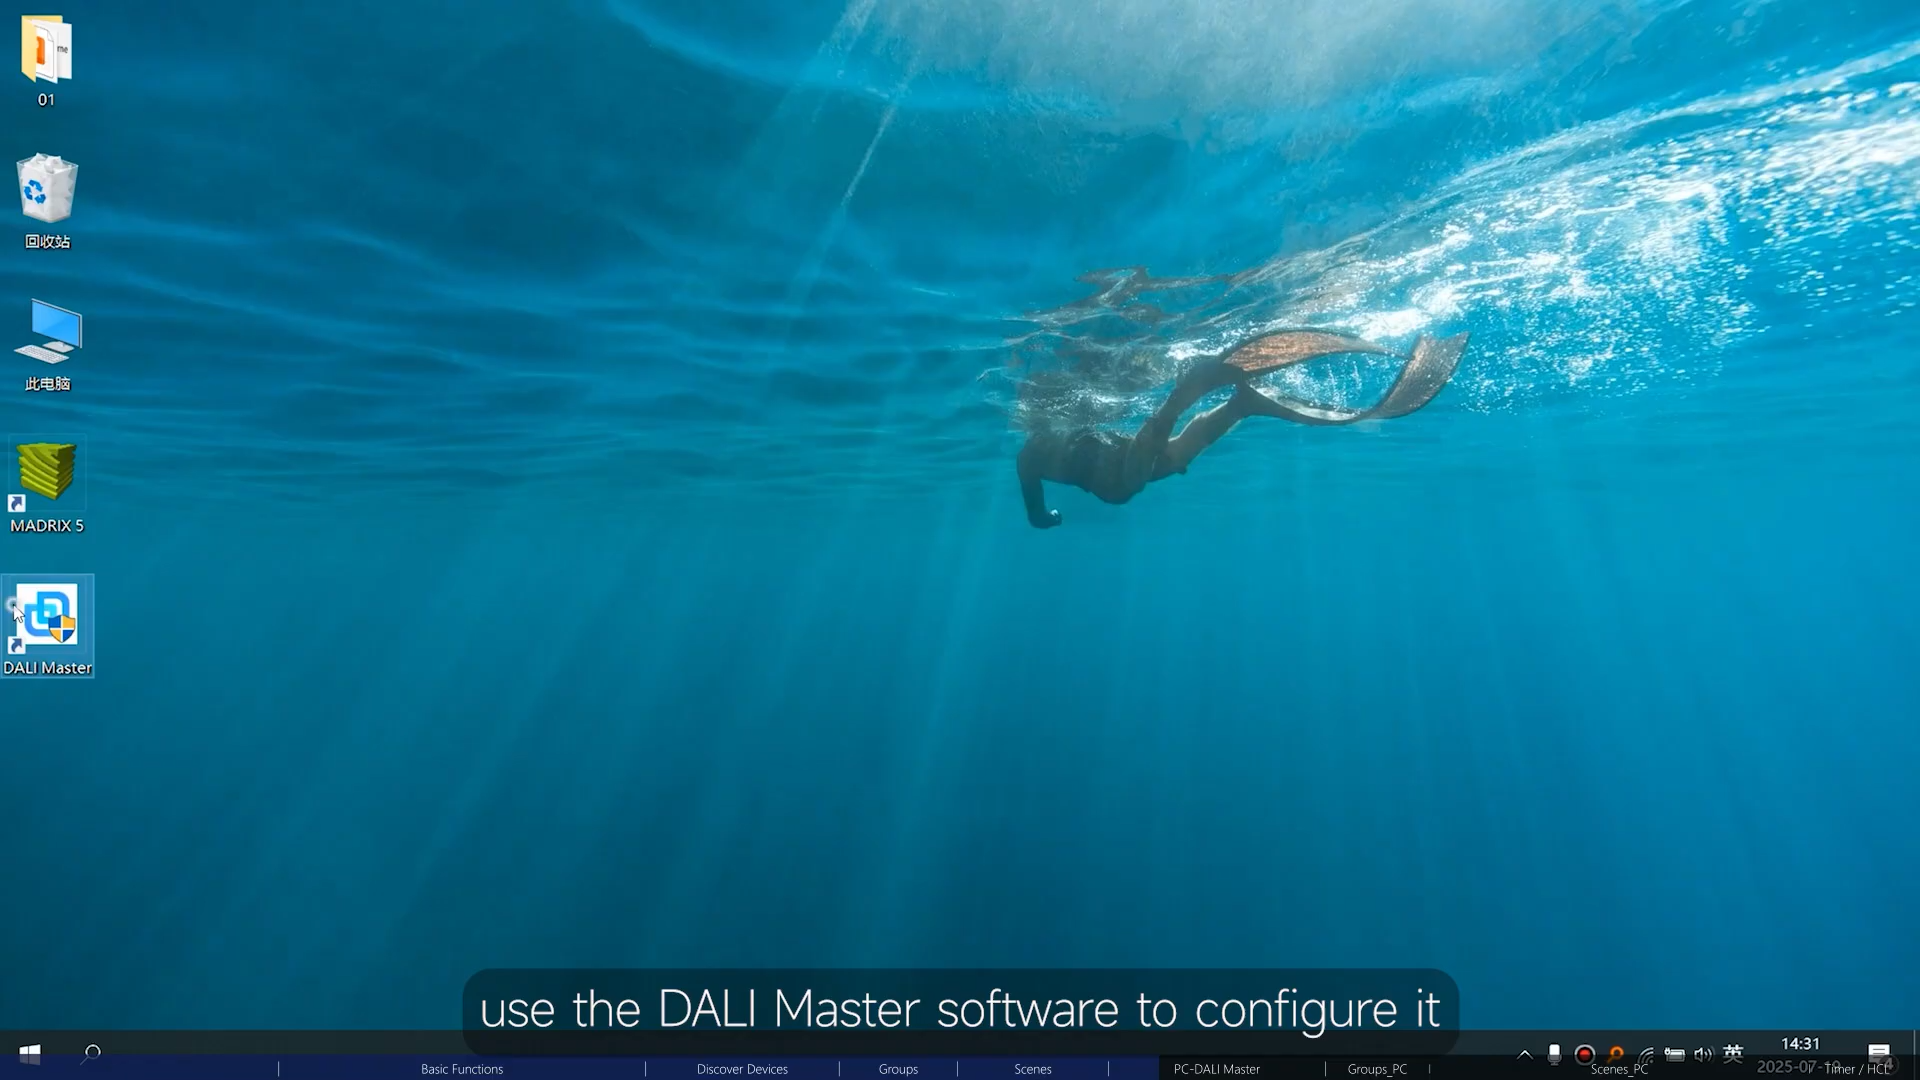 01
回收站
此电脑
MADRIX 5
DALI Master
use the DALI Master software to configure it
英
14:31
Basic Functions
Discover Devices
Groups
Scenes
PC-DALI Master
Groups_PC
Scenes_PC
Timer / HCL